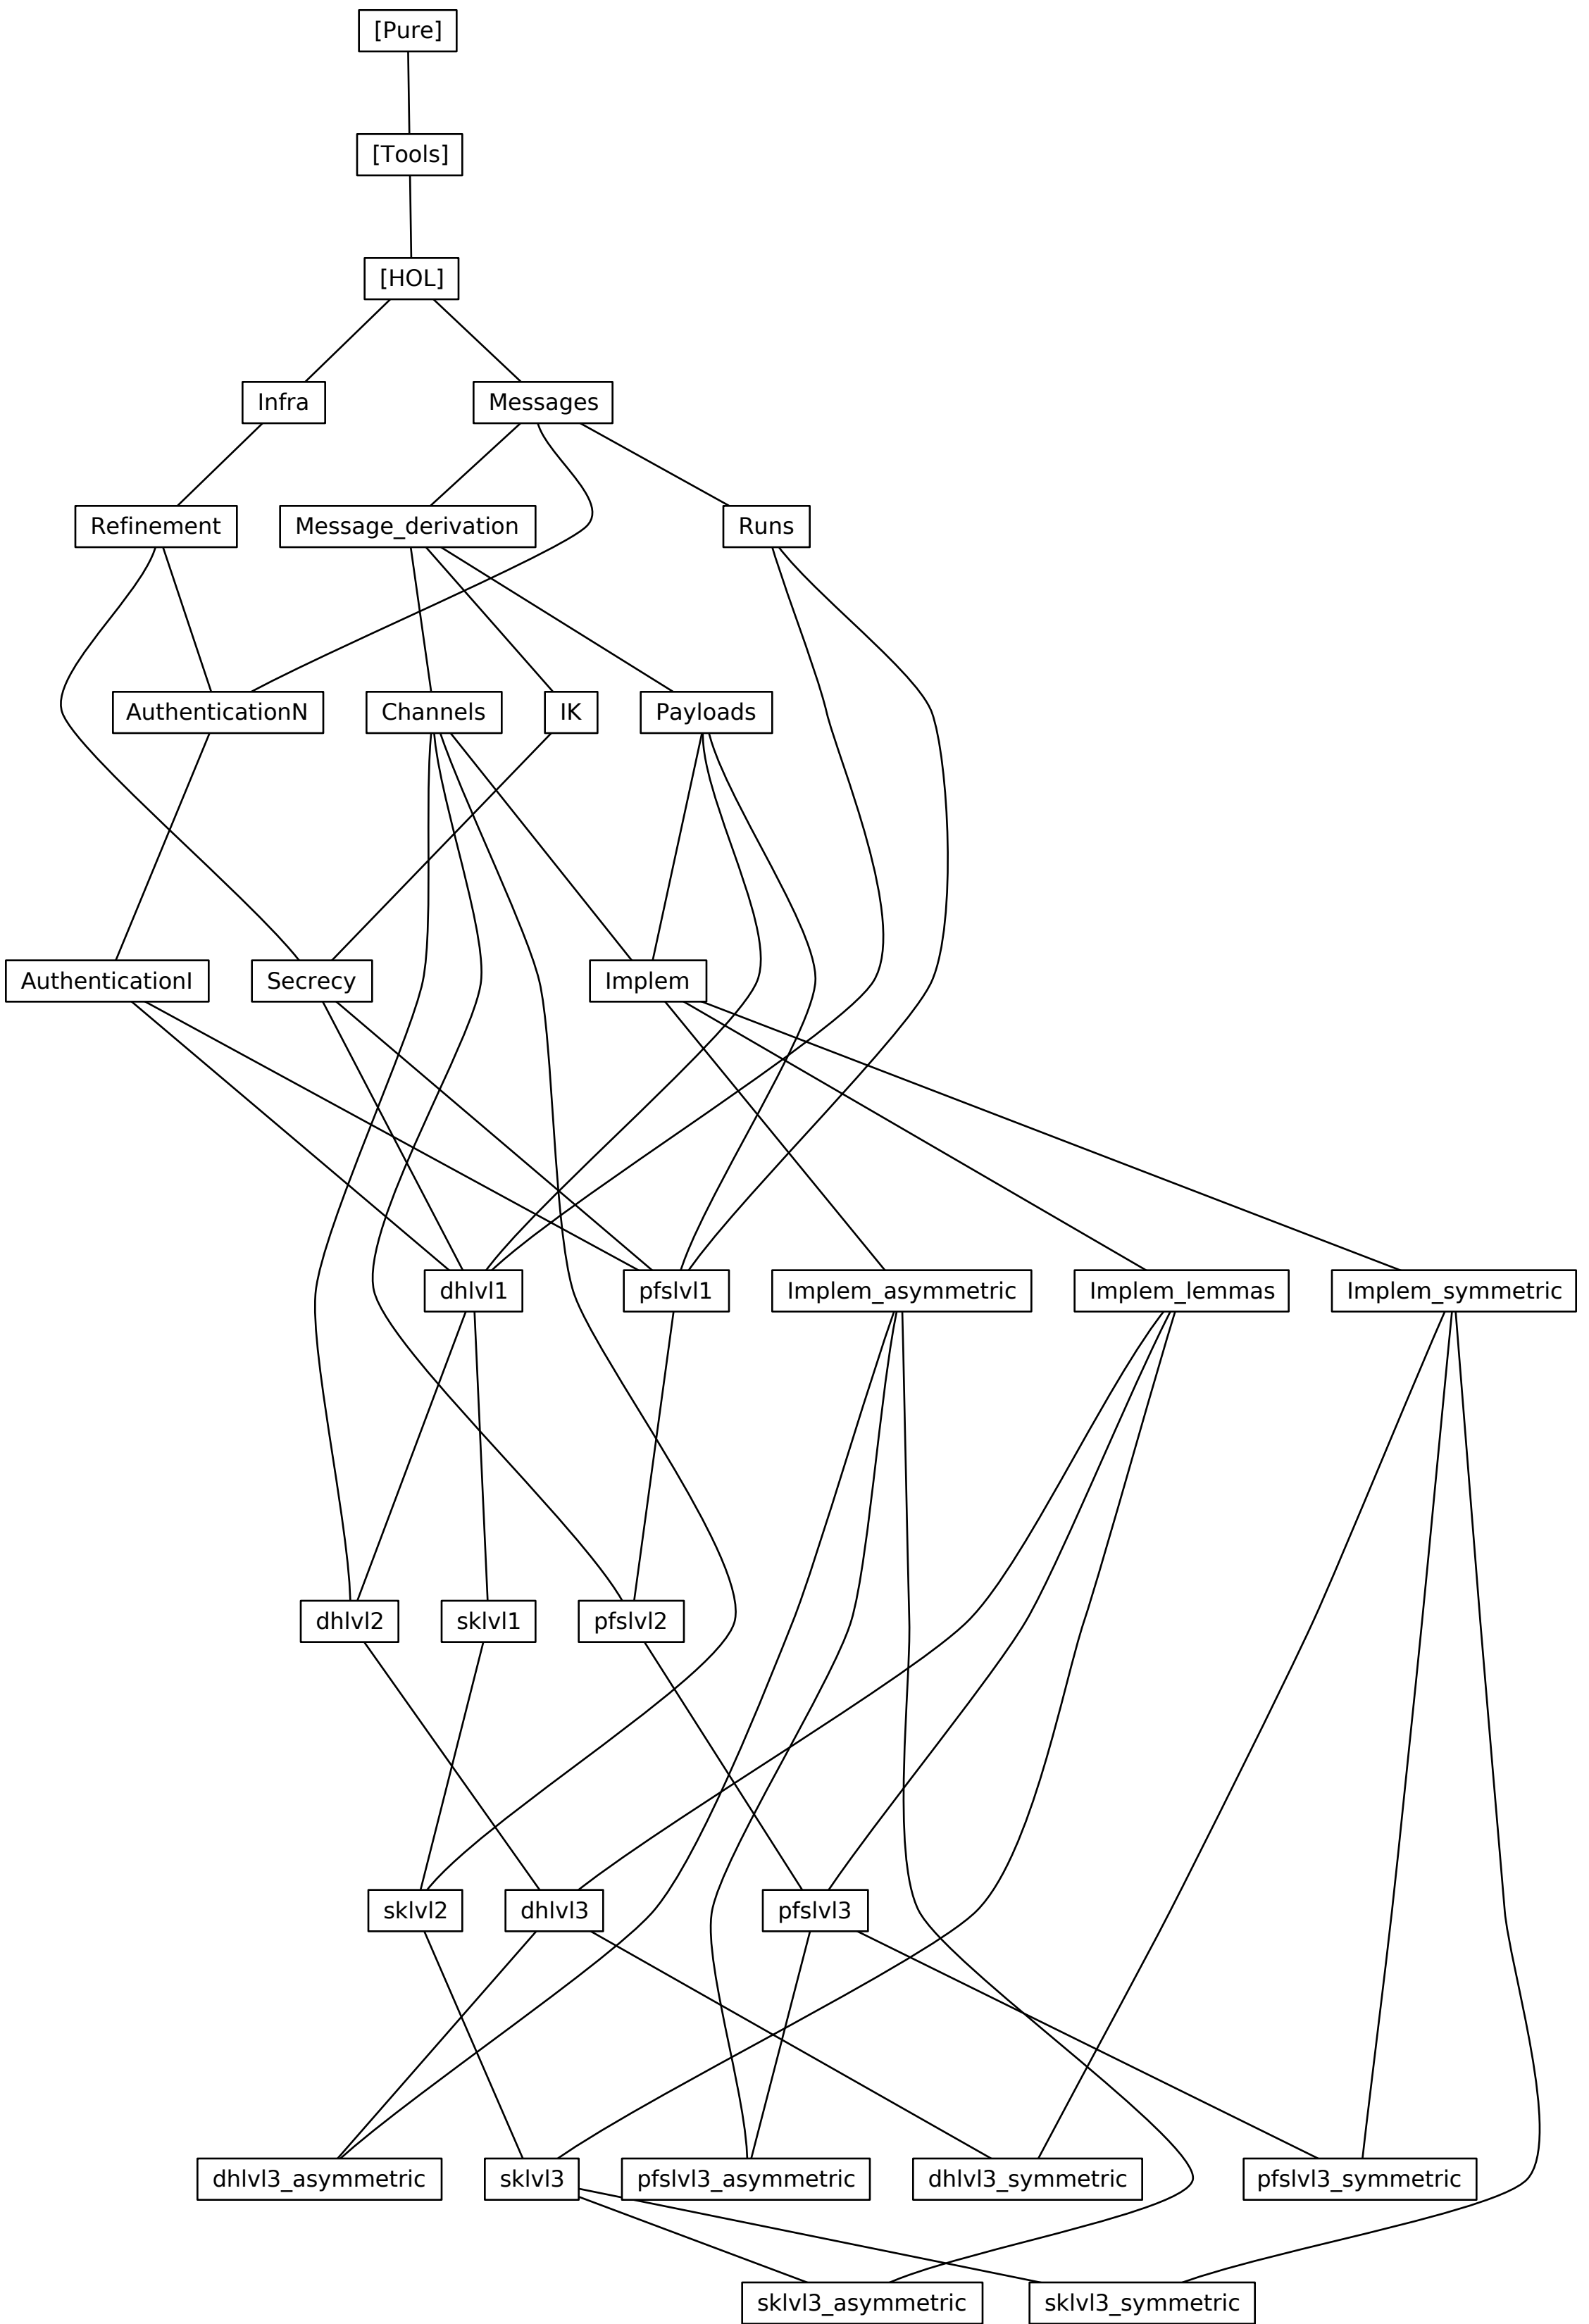 [Pure]
[Tools]
[HOL]
Infra
Messages
Refinement
Message_derivation
Runs
AuthenticationN
Channels
IK
Payloads
AuthenticationI
Secrecy
Implem
dhlvl1
pfslvl1
Implem_asymmetric
Implem_lemmas
Implem_symmetric
dhlvl2
sklvl1
pfslvl2
sklvl2
dhlvl3
pfslvl3
dhlvl3_asymmetric
sklvl3
pfslvl3_asymmetric
dhlvl3_symmetric
pfslvl3_symmetric
sklvl3_asymmetric
sklvl3_symmetric